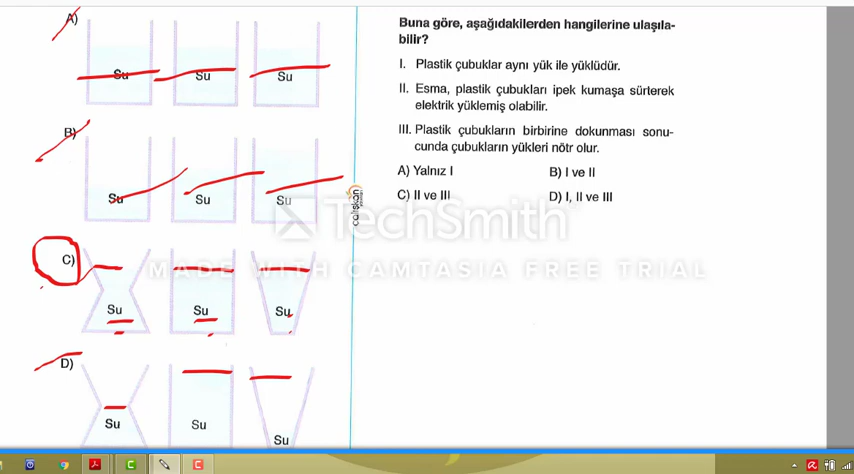 A)
Su Su Su
B)
Su Su Su
C)
Su Su Su
D)
Su Su Su
Buna göre, aşağıdakilerden hangilerine ulaşıla-
bilir?
I. Plastik çubuklar aynı yük ile yüklüdür.
II. Esma, plastik çubukları ipek kumaşa sürterek
elektrik yüklemiş olabilir.
III. Plastik çubukların birbirine dokunması sonu-
cunda çubukların yükleri nötr olur.
A) Yalnız I B) I ve II
C) II ve III D) I, II ve III
çalışkan
TechSmith
MADE WITH CAMTASIA FREE TRIAL